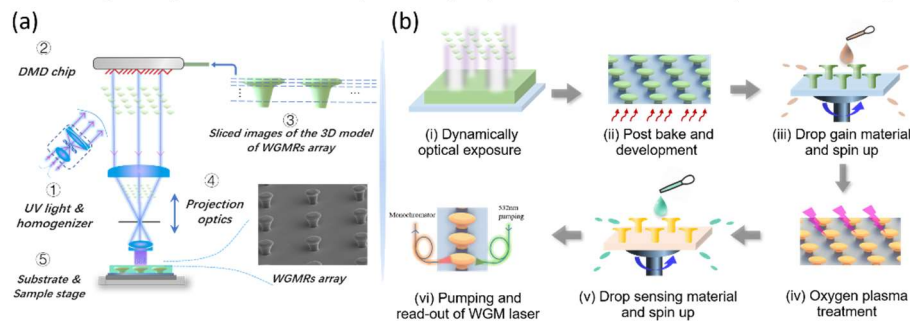 (a)
②
DMD chip
③
Sliced images of the 3D model
of WGMRs array
①
UV light &
homogenizer
④
Projection
optics
⑤
Substrate &
Sample stage
WGMRs array
(b)
(i) Dynamically
optical exposure
(ii) Post bake and
development
(iii) Drop gain material
and spin up
Monochromator
532nm
pumping
(vi) Pumping and
read-out of WGM laser
(v) Drop sensing material
and spin up
(iv) Oxygen plasma
treatment